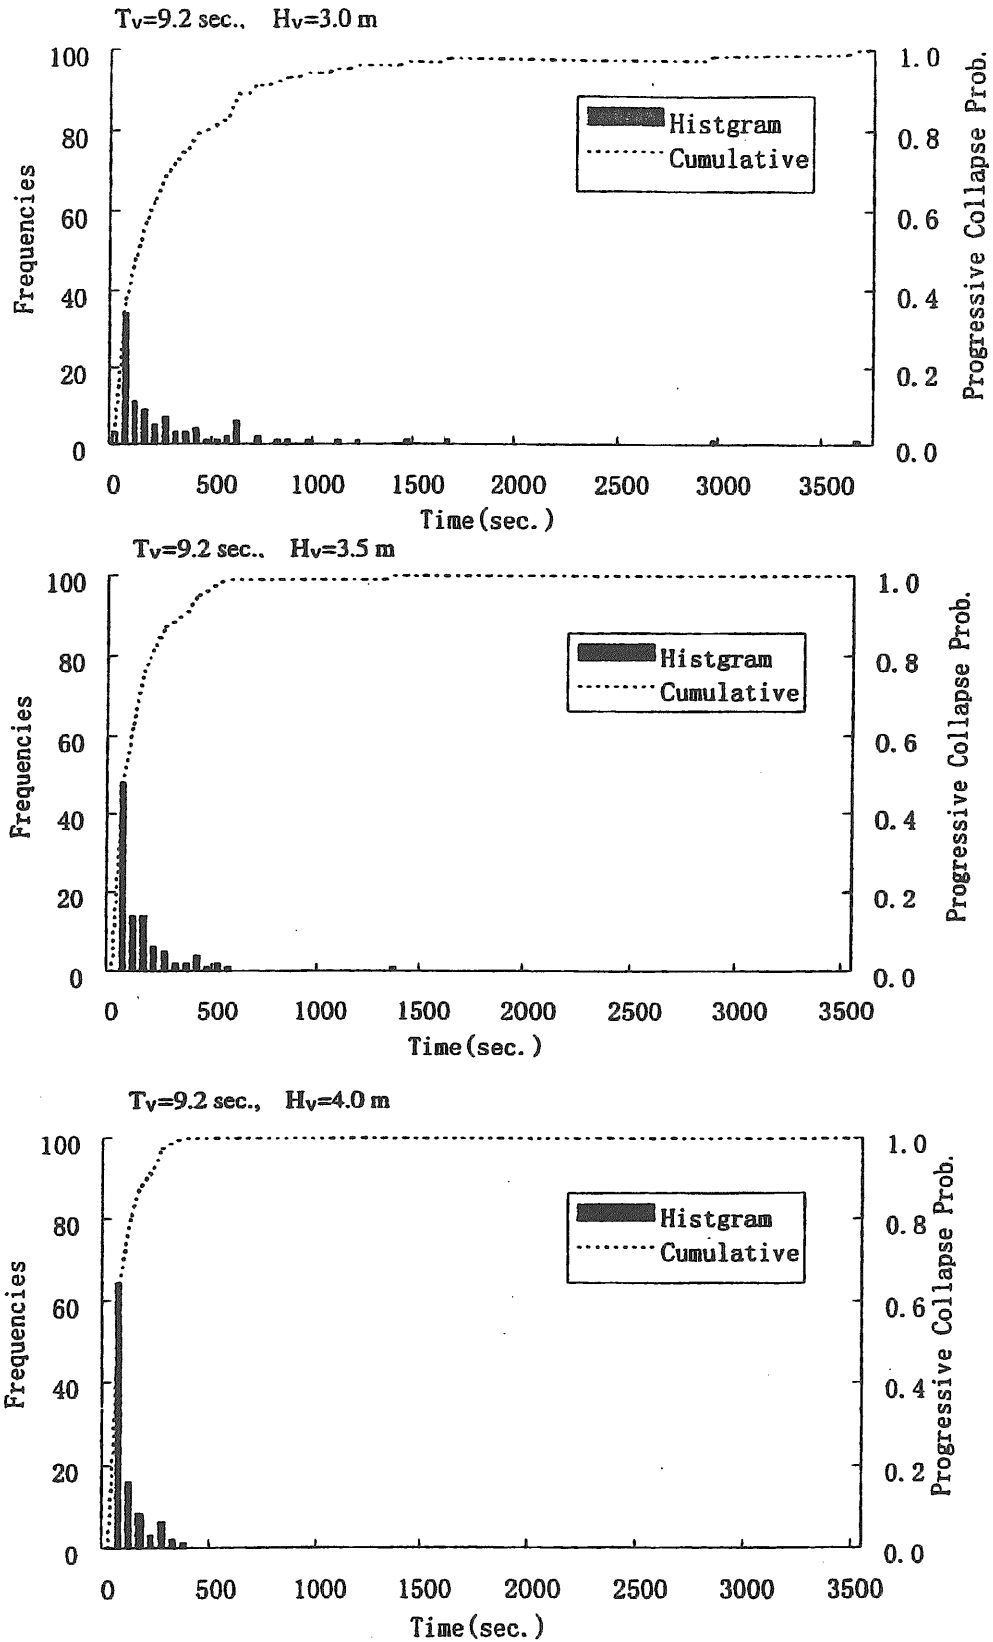 Tv=9.2 sec., Hv=3.0 m
100 1.0
80 0.8
60 0.6
40 0.4
20 0.2
0 0.0
Frequencies
Progressive Collapse Prob.
Histgram
Cumulative
0 500 1000 1500 2000 2500 3000 3500
Time(sec.)
Tv=9.2 sec., Hv=3.5 m
100 1.0
80 0.8
60 0.6
40 0.4
20 0.2
0 0.0
Frequencies
Progressive Collapse Prob.
Histgram
Cumulative
0 500 1000 1500 2000 2500 3000 3500
Time(sec.)
Tv=9.2 sec., Hv=4.0 m
100 1.0
80 0.8
60 0.6
40 0.4
20 0.2
0 0.0
Frequencies
Progressive Collapse Prob.
Histgram
Cumulative
0 500 1000 1500 2000 2500 3000 3500
Time(sec.)